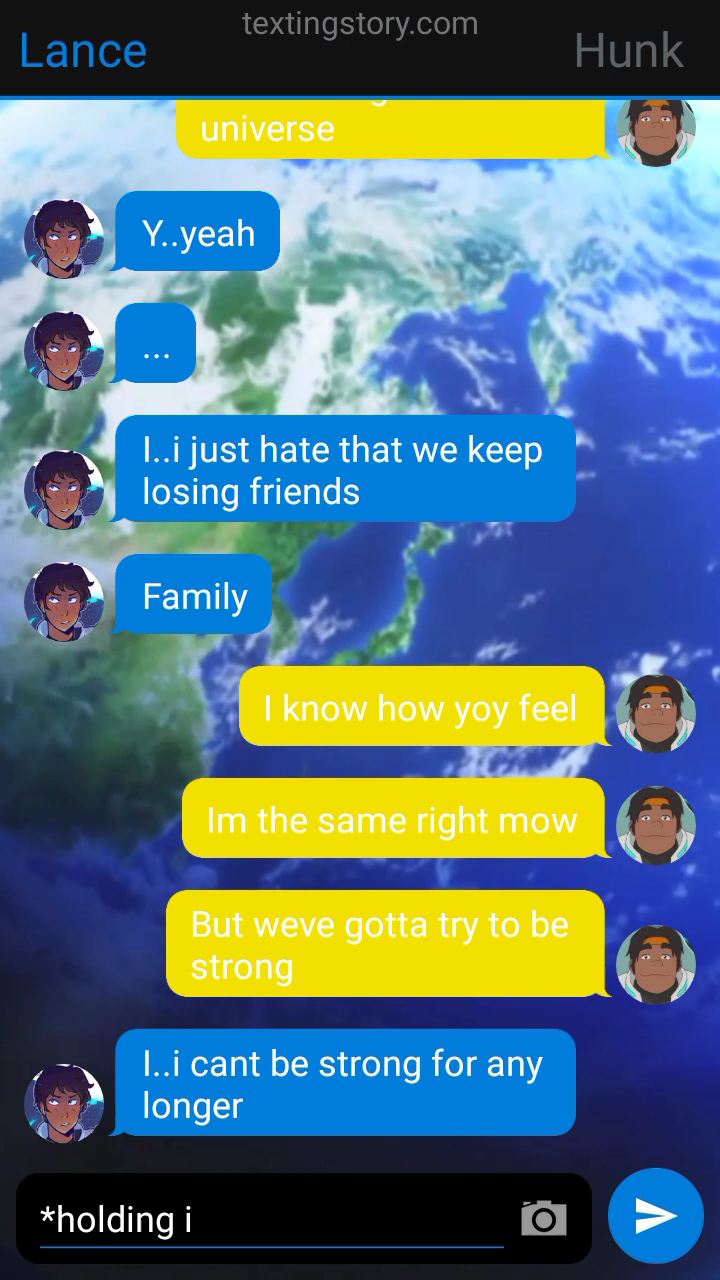 textingstory.com
Lance
Hunk
universe
Y..yeah
...
I..i just hate that we keep
losing friends
Family
I know how yoy feel
Im the same right mow
But weve gotta try to be
strong
I..i cant be strong for any
longer
*holding i